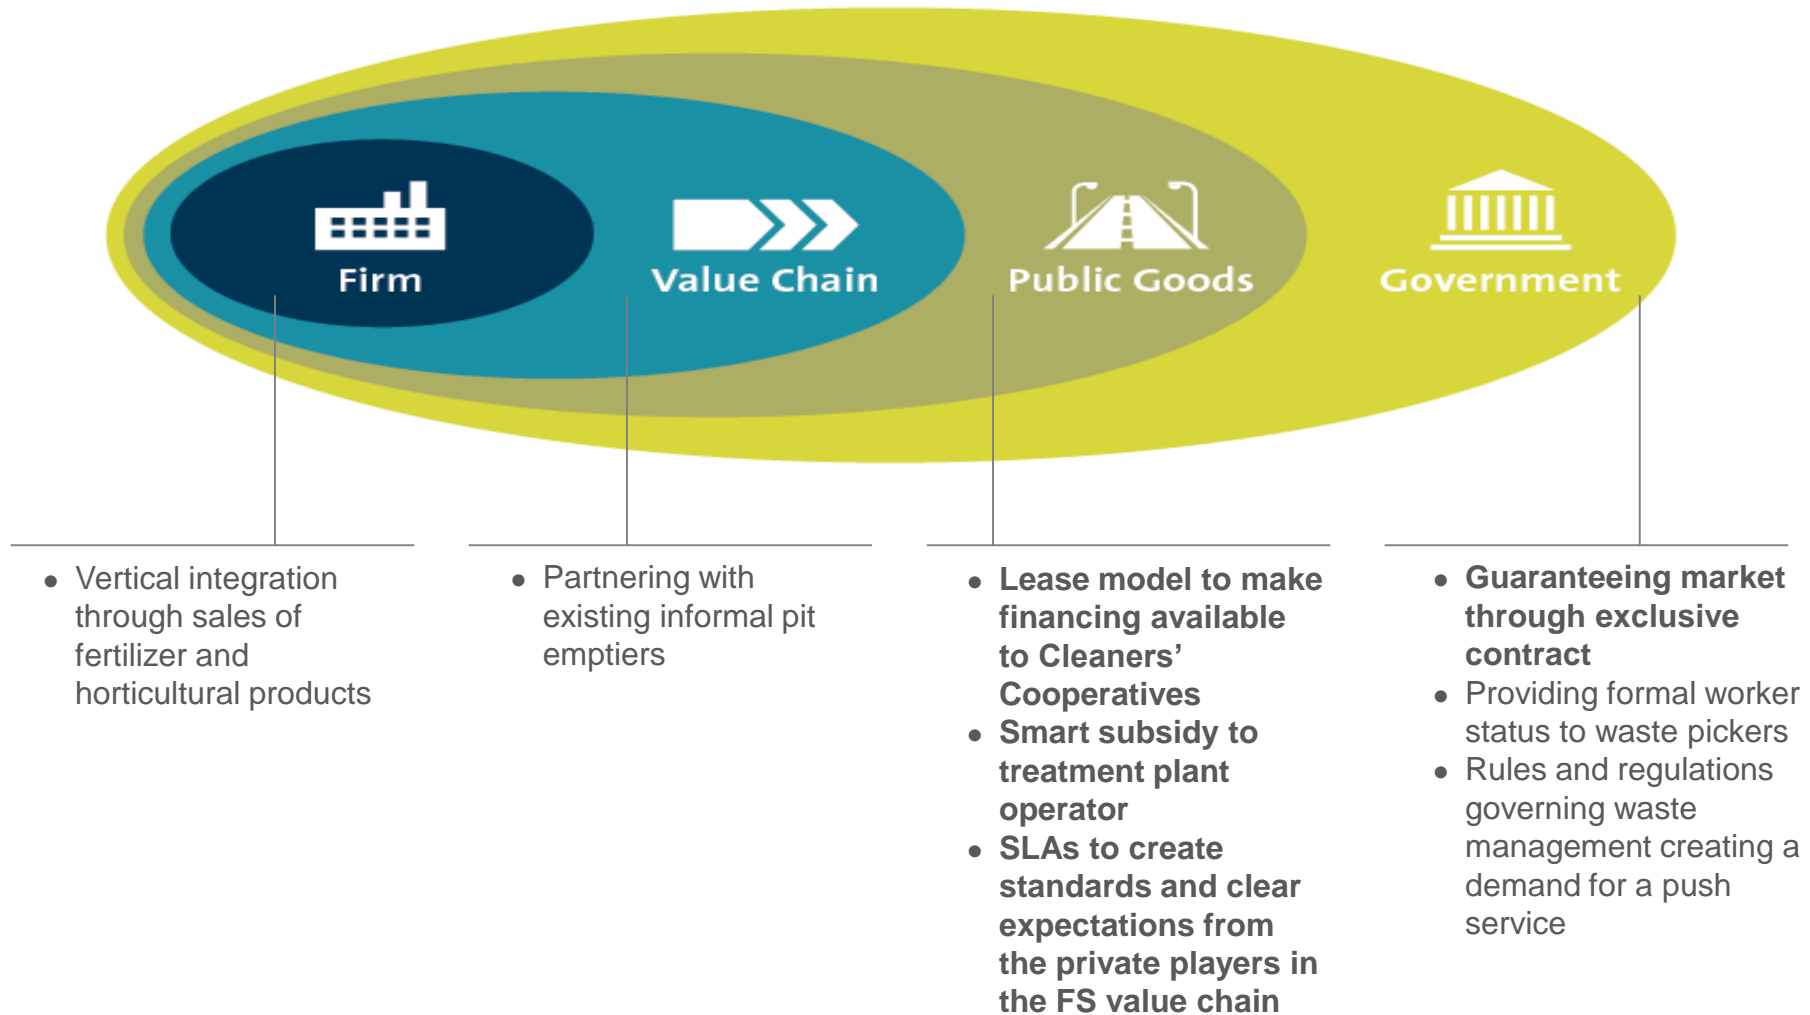 Firm
Value Chain
Public Goods
Government
● Vertical integration
through sales of
fertilizer and
horticultural products
● Partnering with
existing informal pit
emptiers
● Lease model to make
financing available
to Cleaners’
Cooperatives
● Smart subsidy to
treatment plant
operator
● SLAs to create
standards and clear
expectations from
the private players in
the FS value chain
● Guaranteeing market
through exclusive
contract
● Providing formal worker
status to waste pickers
● Rules and regulations
governing waste
management creating a
demand for a push
service